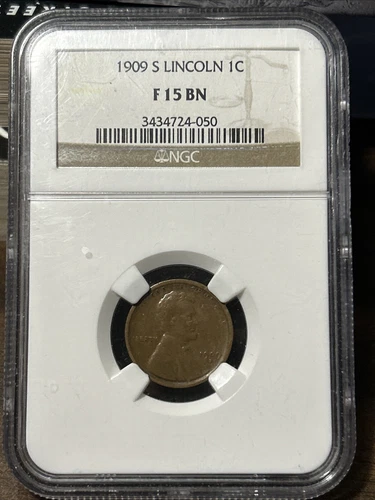 1909 S LINCOLN 1C
F 15 BN
3434724-050
NGC